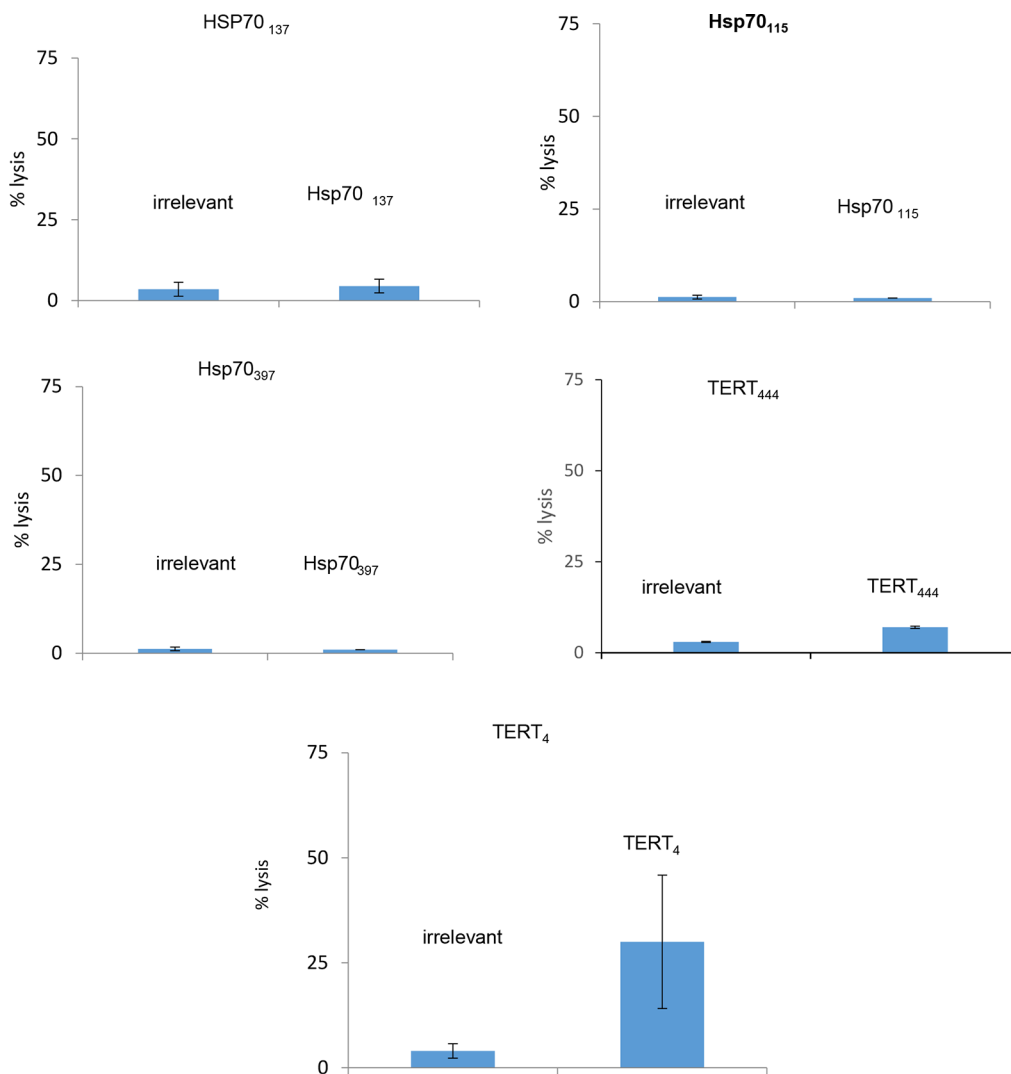 HSP70 137
75
50
25
0
% lysis
irrelevant
Hsp70 137
Hsp70115
75
50
25
0
% lysis
irrelevant
Hsp70 115
Hsp70397
75
50
25
0
% lysis
irrelevant
Hsp70397
TERT444
75
50
25
0
% lysis
irrelevant
TERT444
TERT4
75
50
25
0
% lysis
irrelevant
TERT4